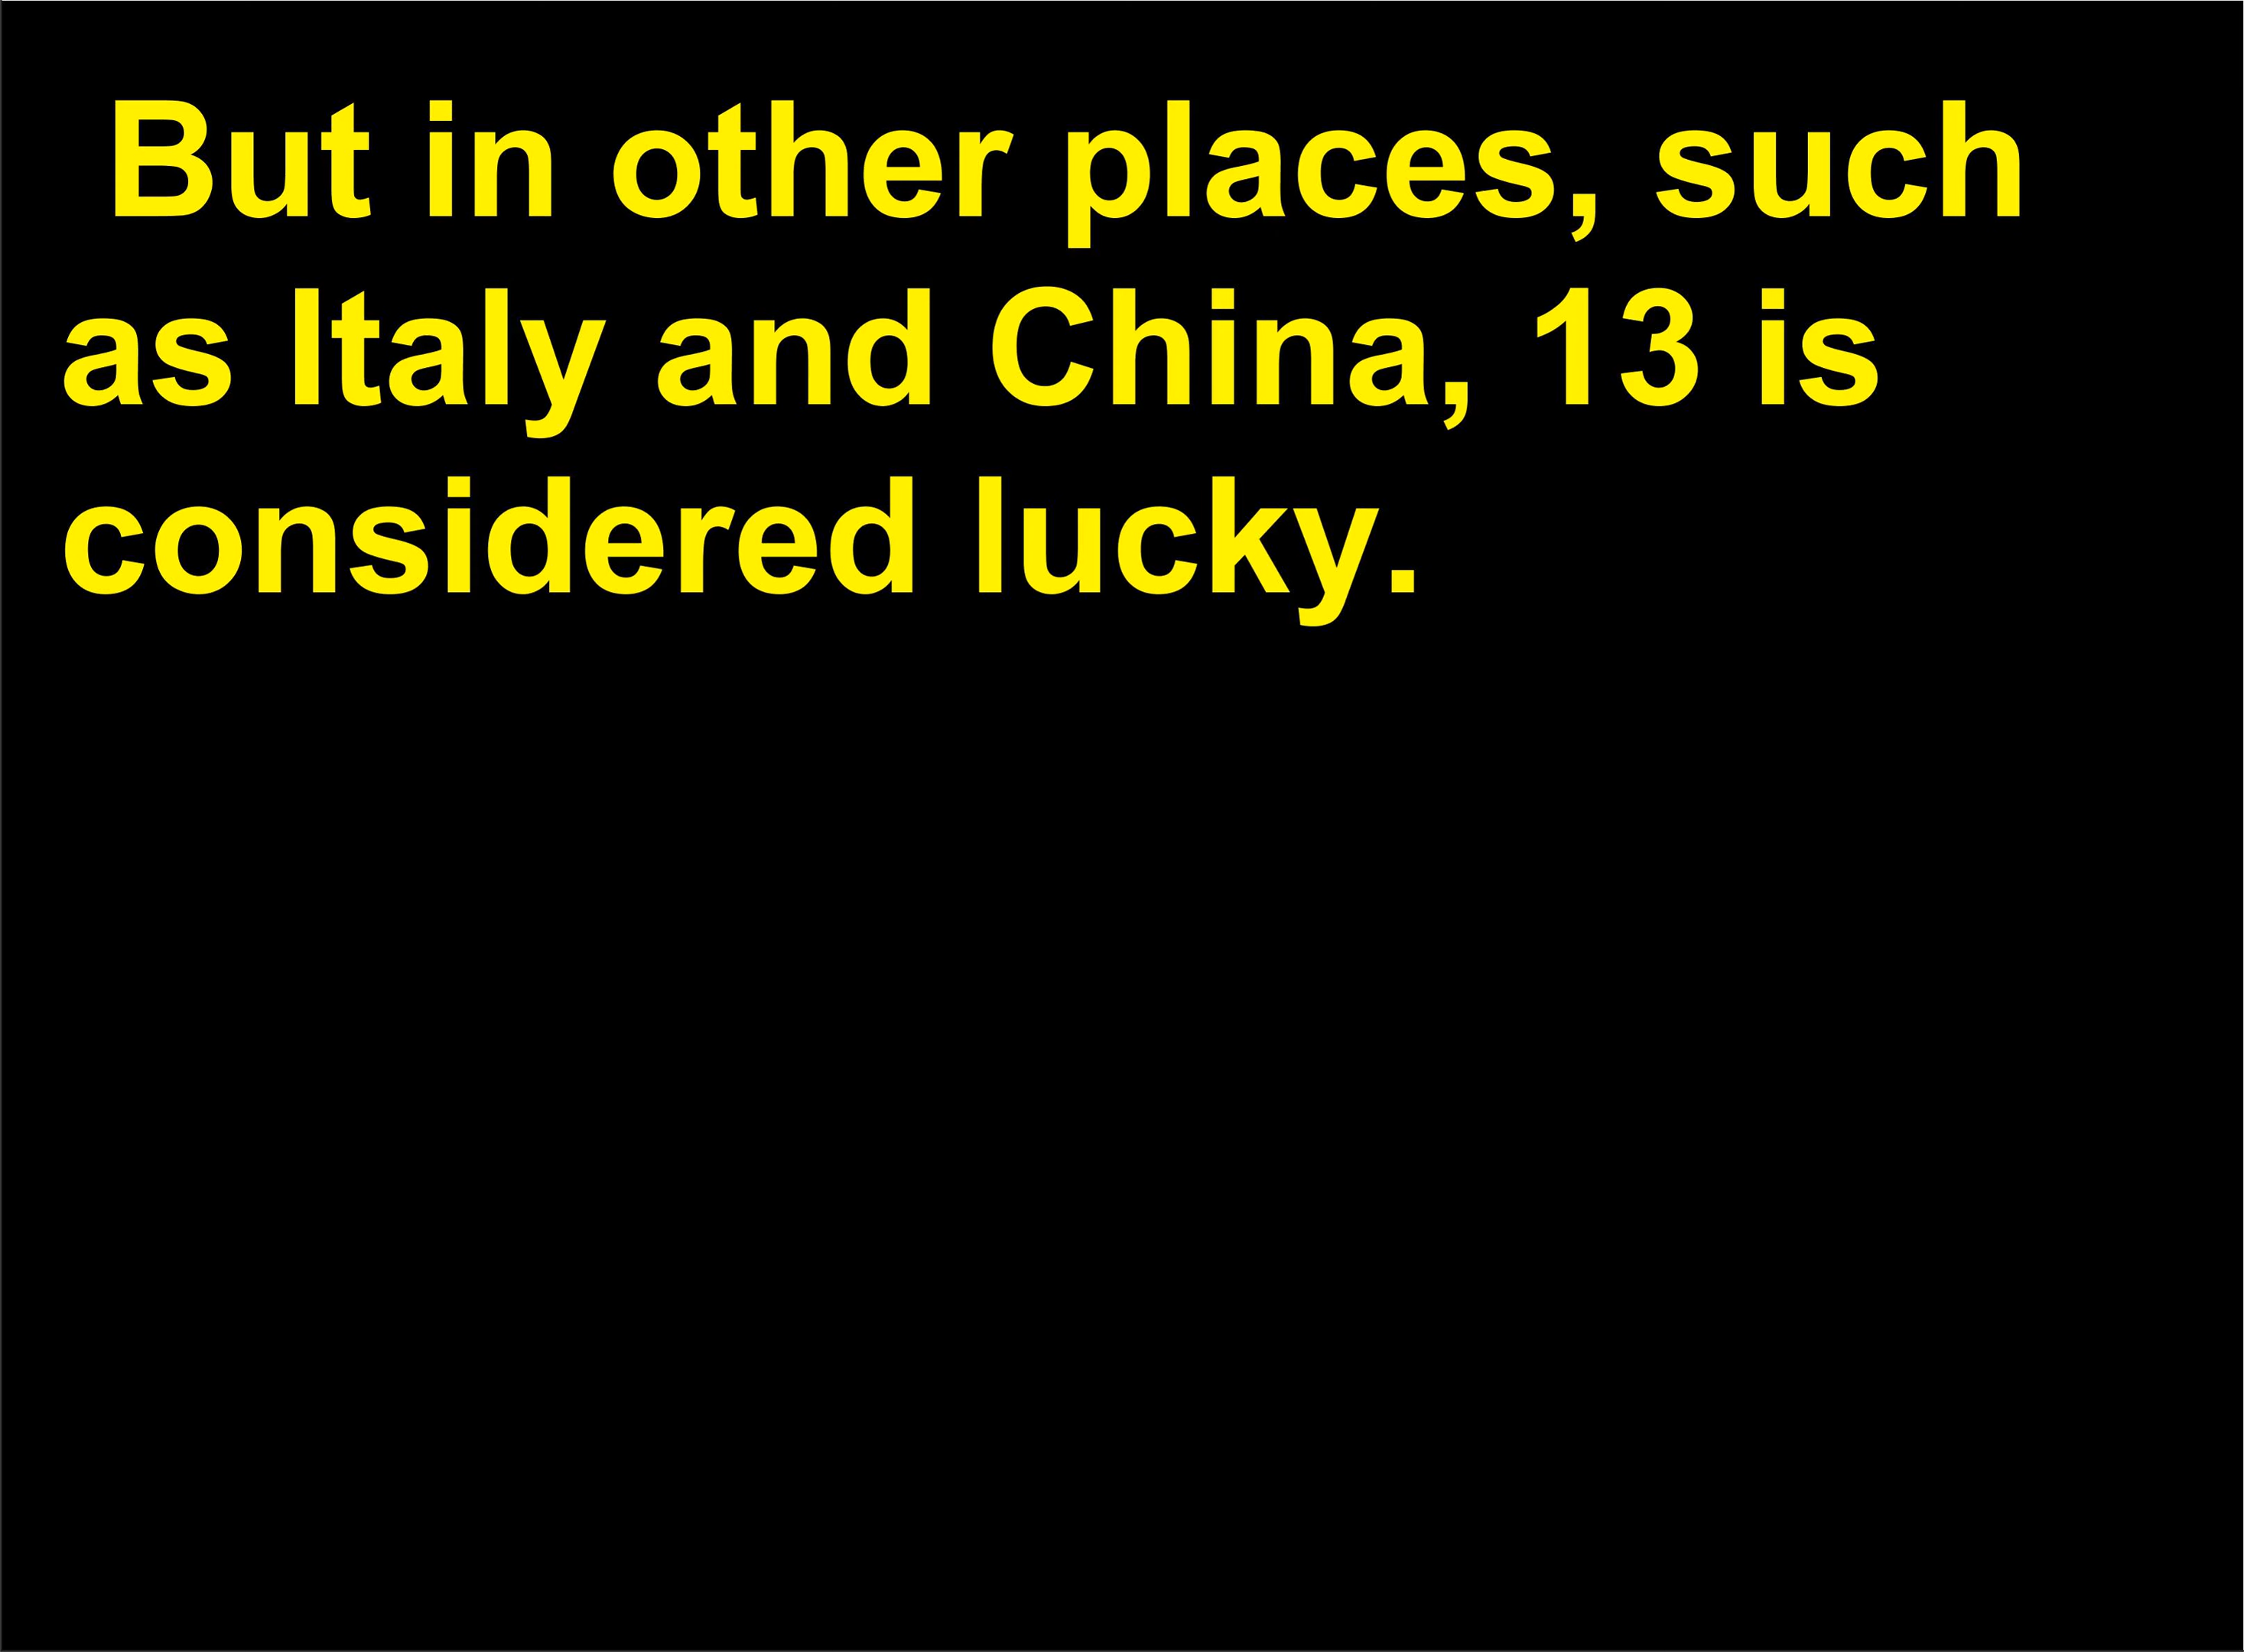 But in other places, such
as Italy and China, 13 is
considered lucky.